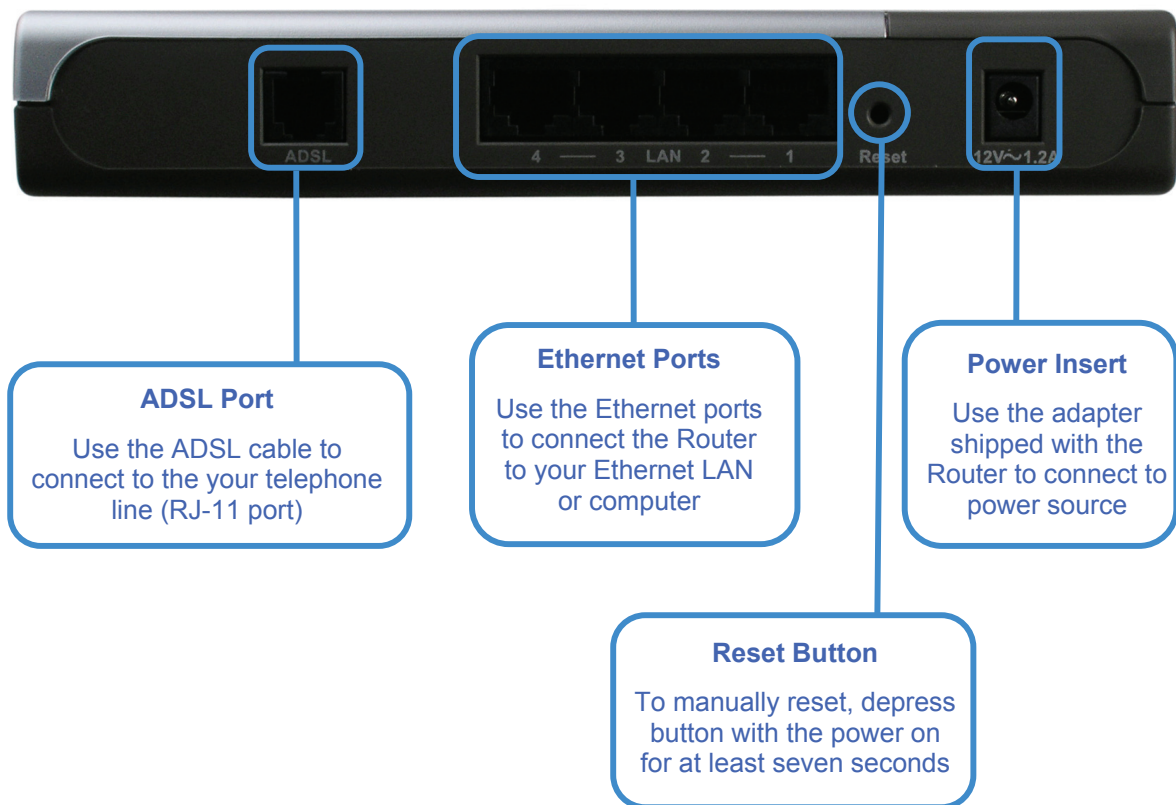 ADSL
4 — 3 LAN 2 — 1
Reset
12V~1.2A
ADSL Port
Use the ADSL cable to
connect to the your telephone
line (RJ-11 port)
Ethernet Ports
Use the Ethernet ports
to connect the Router
to your Ethernet LAN
or computer
Reset Button
To manually reset, depress
button with the power on
for at least seven seconds
Power Insert
Use the adapter
shipped with the
Router to connect to
power source